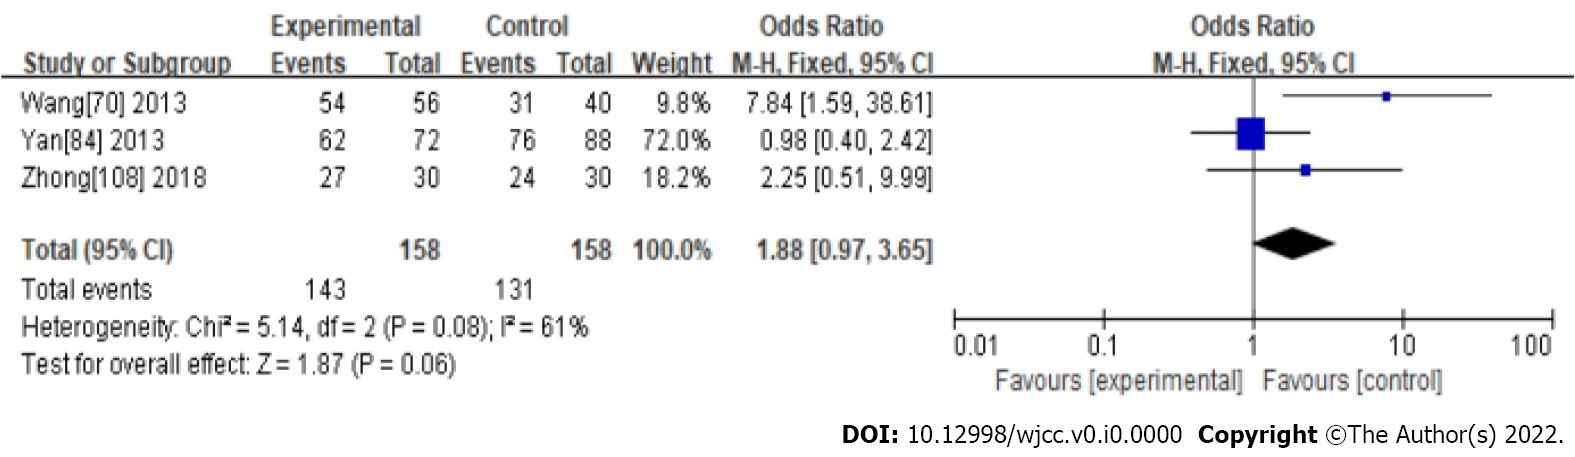 Experimental Control Odds Ratio Odds Ratio
Study or Subgroup Events Total Events Total Weight M-H, Fixed, 95% CI M-H, Fixed, 95% CI
Wang[70] 2013 54 56 31 40 9.8% 7.84 [1.59, 38.61]
Yan[84] 2013 62 72 76 88 72.0% 0.98 [0.40, 2.42]
Zhong[108] 2018 27 30 24 30 18.2% 2.25 [0.51, 9.99]
Total (95% CI) 158 158 100.0% 1.88 [0.97, 3.65]
Total events 143 131
Heterogeneity: Chi² = 5.14, df = 2 (P = 0.08); I² = 61%
Test for overall effect: Z = 1.87 (P = 0.06)
0.01 0.1 1 10 100
Favours [experimental] Favours [control]
DOI: 10.12998/wjcc.v0.i0.0000 Copyright ©The Author(s) 2022.